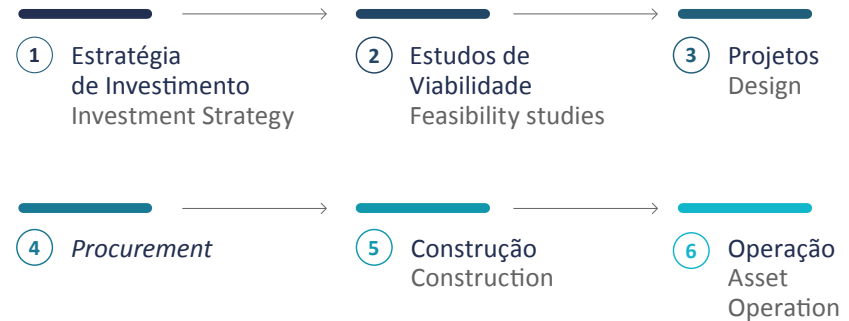 1
Estratégia
de Investimento
Investment Strategy
2
Estudos de
Viabilidade
Feasibility studies
3
Projetos
Design
4
Procurement
5
Construção
Construction
6
Operação
Asset
Operation